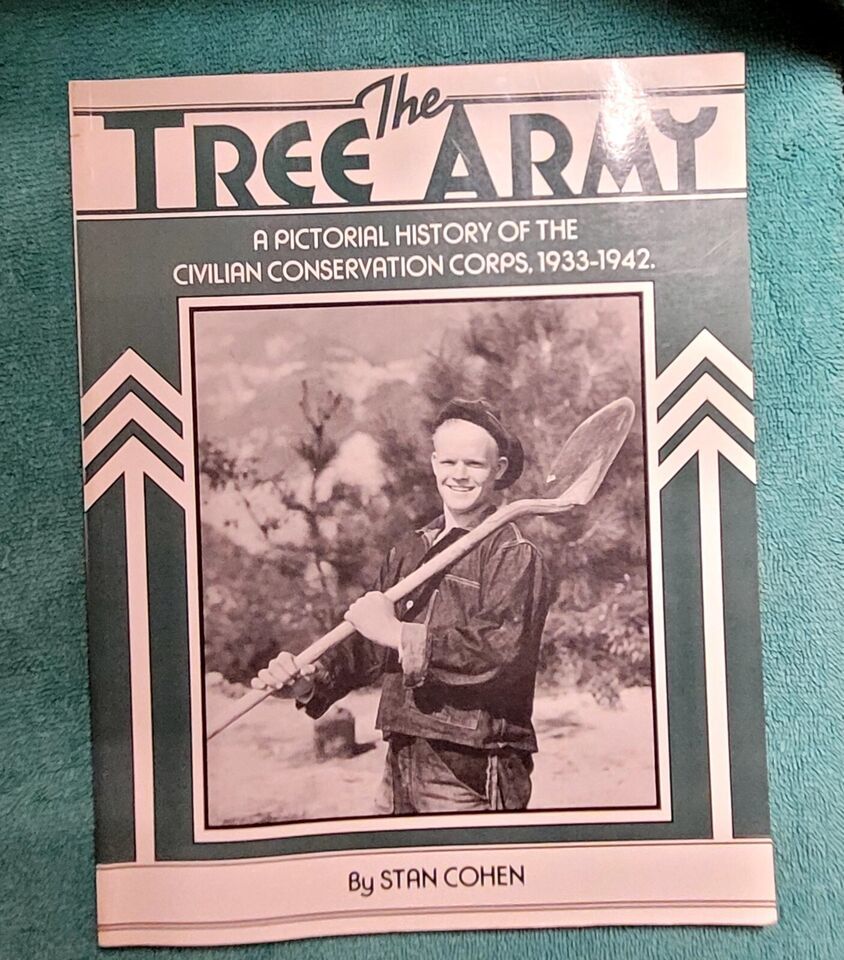 The
TREE ARMY
A PICTORIAL HISTORY OF THE
CIVILIAN CONSERVATION CORPS, 1933-1942.
By STAN COHEN